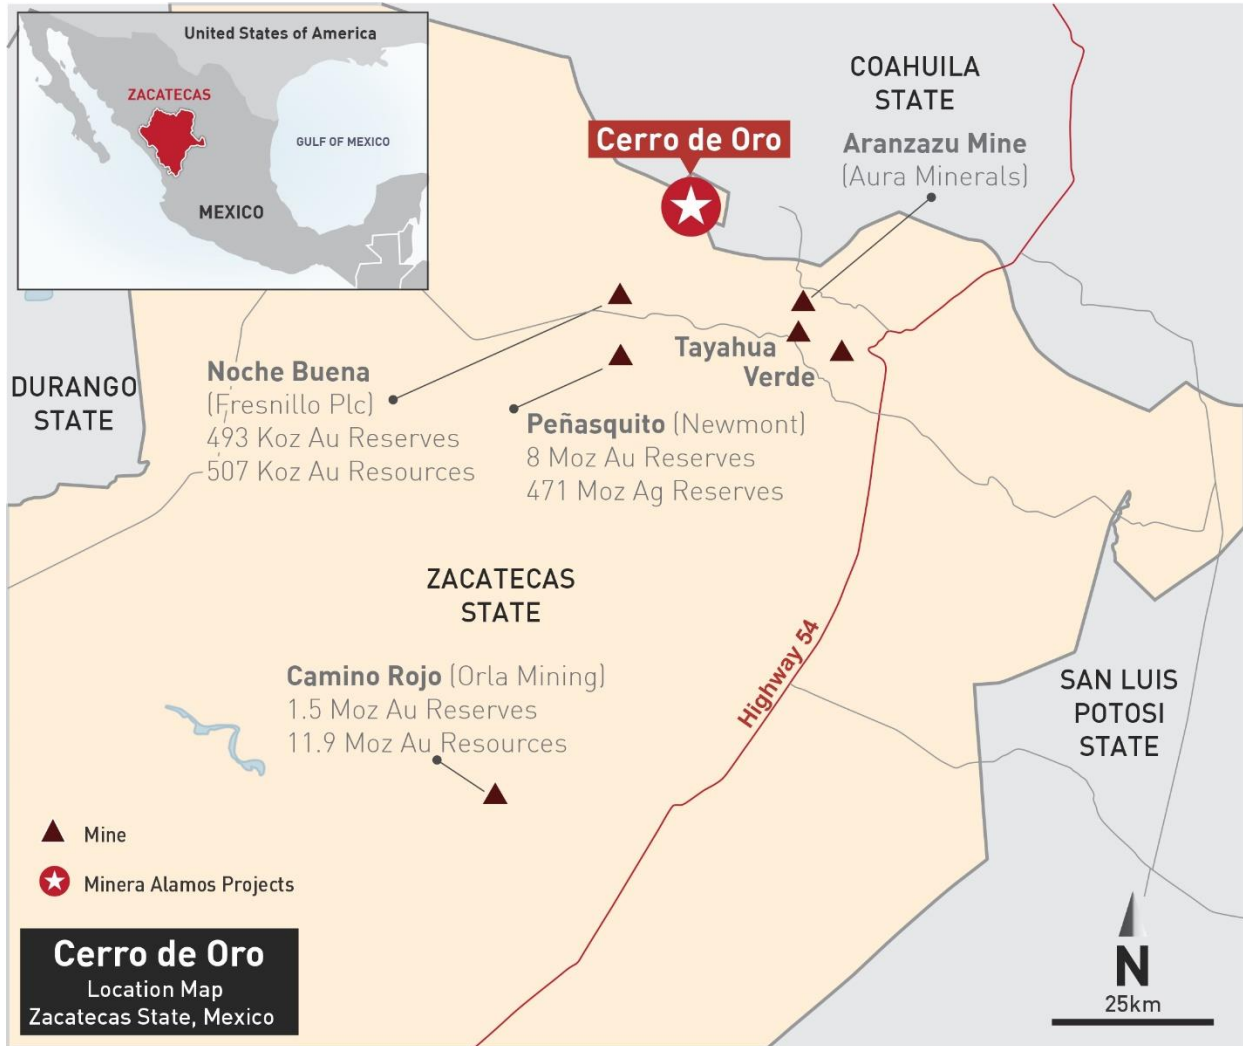 United States of America
ZACATECAS
GULF OF MEXICO
MEXICO
COAHUILA
STATE
Cerro de Oro
Aranzazu Mine
(Aura Minerals)
DURANGO
STATE
Noche Buena
(Fresnillo Plc)
493 Koz Au Reserves
507 Koz Au Resources
Tayahua
Verde
Peñasquito (Newmont)
8 Moz Au Reserves
471 Moz Ag Reserves
ZACATECAS
STATE
Camino Rojo (Orla Mining)
1.5 Moz Au Reserves
11.9 Moz Au Resources
Highway 54
SAN LUIS
POTOSI
STATE
Mine
Minera Alamos Projects
Cerro de Oro
Location Map
Zacatecas State, Mexico
N
25km